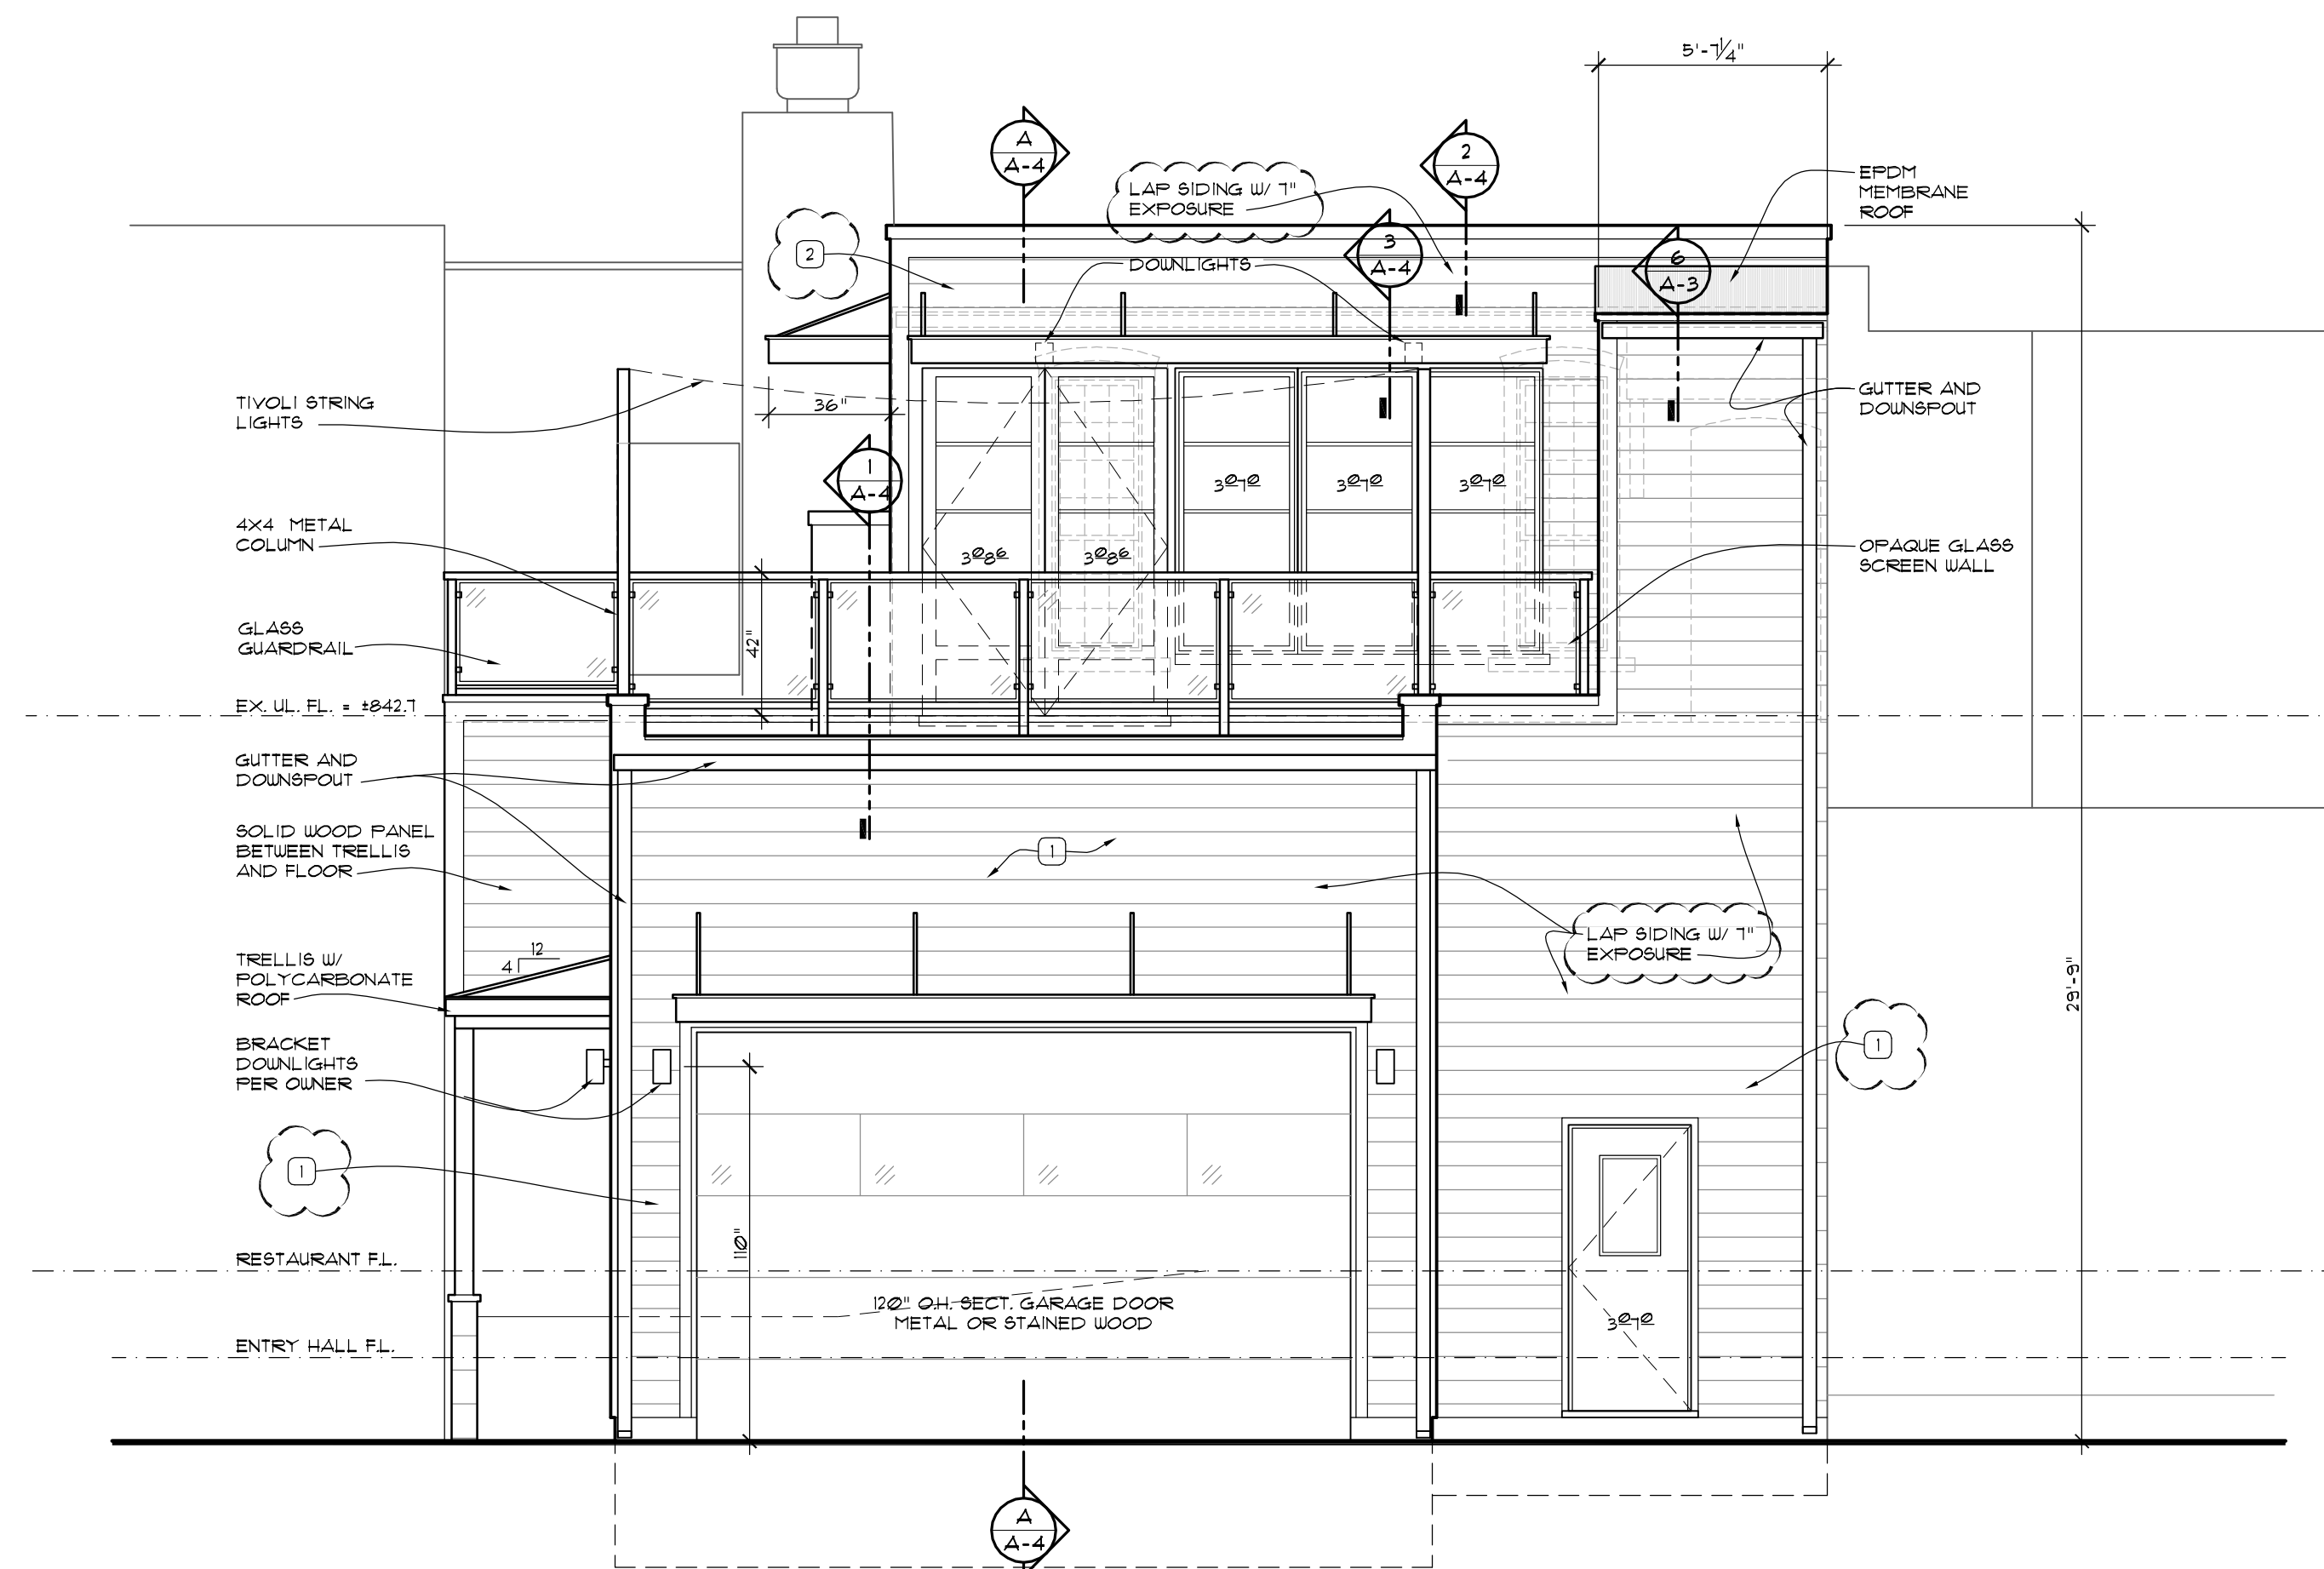 5'-7 1/4"
A
A-4
2
A-4
LAP SIDING W/ 7"
EXPOSURE
EPDM
MEMBRANE
ROOF
3
A-4
2
DOWNLIGHTS
6
A-3
TIVOLI STRING
LIGHTS
36"
GUTTER AND
DOWNSPOUT
1
A-4
3070
3070
3070
4X4 METAL
COLUMN
3086
3086
OPAQUE GLASS
SCREEN WALL
GLASS
GUARDRAIL
42"
EX. UL. FL. = ±842.7
GUTTER AND
DOWNSPOUT
SOLID WOOD PANEL
BETWEEN TRELLIS
AND FLOOR
1
LAP SIDING W/ 7"
EXPOSURE
12
4
TRELLIS W/
POLYCARBONATE
ROOF
29'-9"
BRACKET
DOWNLIGHTS
PER OWNER
1
1
110"
RESTAURANT F.L.
120" O.H. SECT. GARAGE DOOR
METAL OR STAINED WOOD
3070
ENTRY HALL F.L.
A
A-4